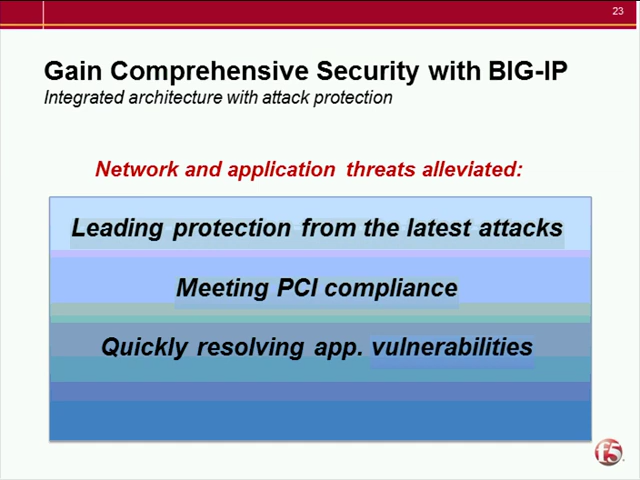 23
Gain Comprehensive Security with BIG-IP
Integrated architecture with attack protection
Network and application threats alleviated:
Leading protection from the latest attacks
Meeting PCI compliance
Quickly resolving app. vulnerabilities
f5